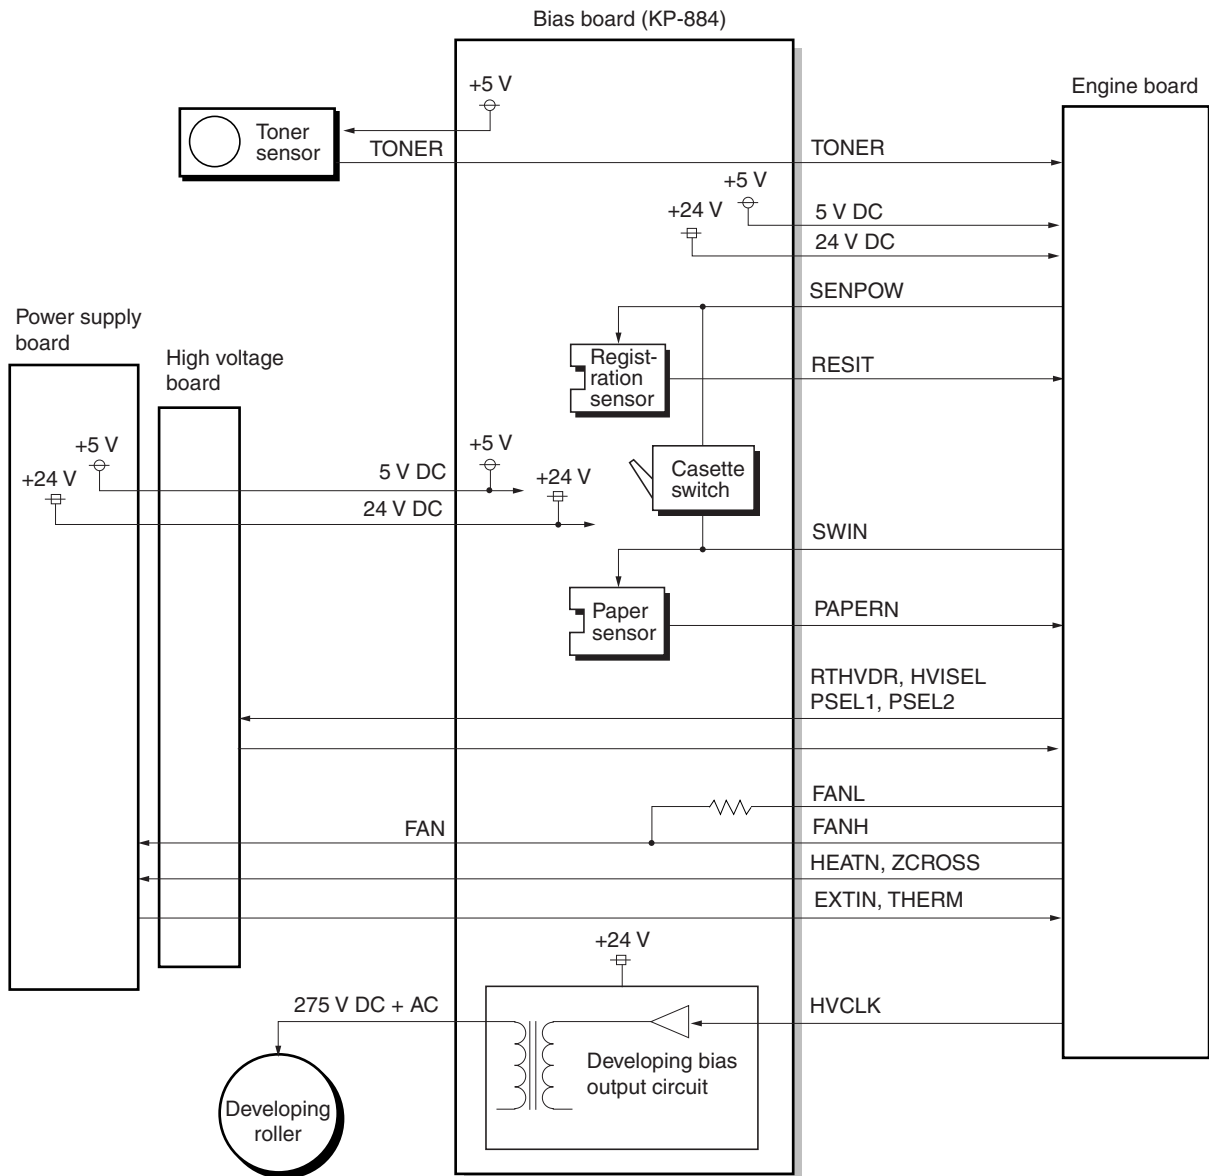 Bias board (KP-884)
+5 V
Engine board
Toner
sensor
TONER
TONER
+5 V
+24 V
5 V DC
24 V DC
SENPOW
Power supply
board
High voltage
board
Regist-
ration
sensor
RESIT
+5 V
+24 V
5 V DC
24 V DC
+5 V
+24 V
Casette
switch
SWIN
Paper
sensor
PAPERN
RTHVDR, HVISEL
PSEL1, PSEL2
FANL
FAN
FANH
HEATN, ZCROSS
EXTIN, THERM
+24 V
275 V DC + AC
HVCLK
Developing bias
output circuit
Developing
roller